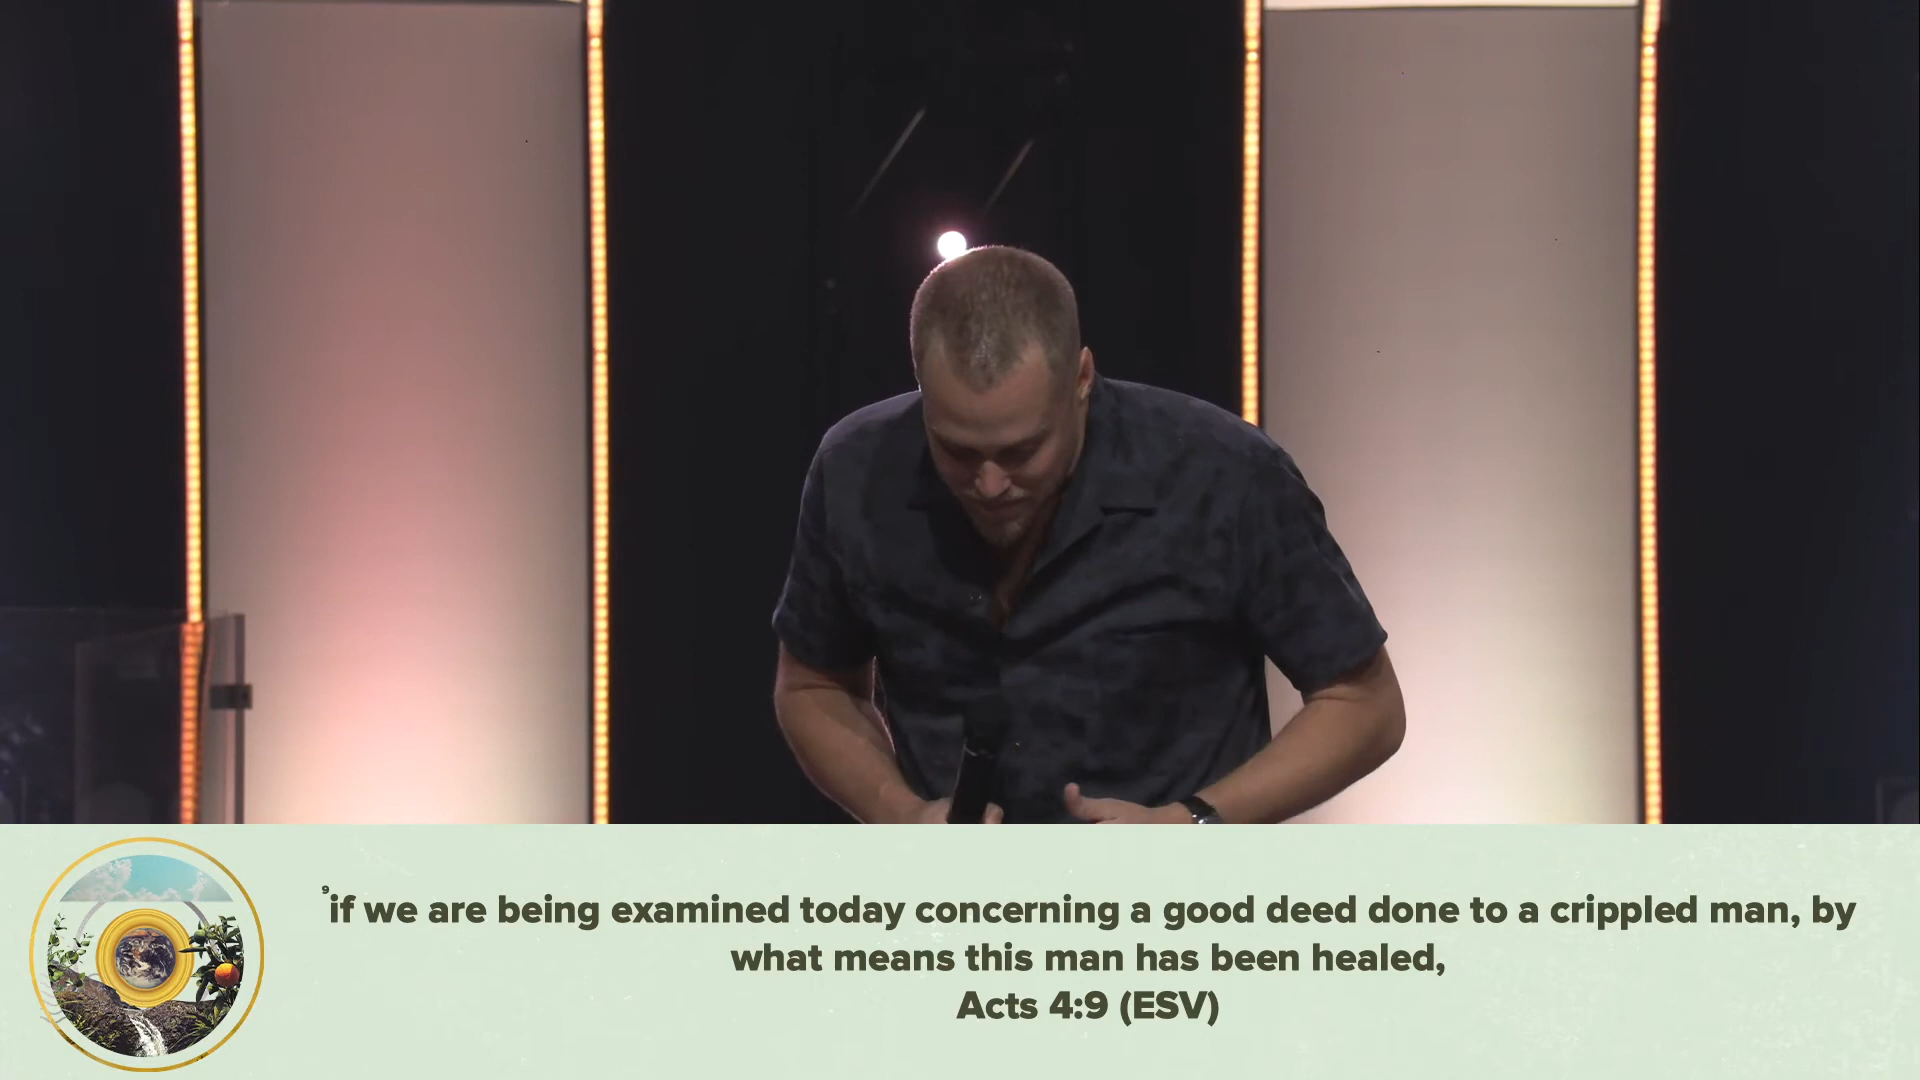 ⁹if we are being examined today concerning a good deed done to a crippled man, by
what means this man has been healed,
Acts 4:9 (ESV)